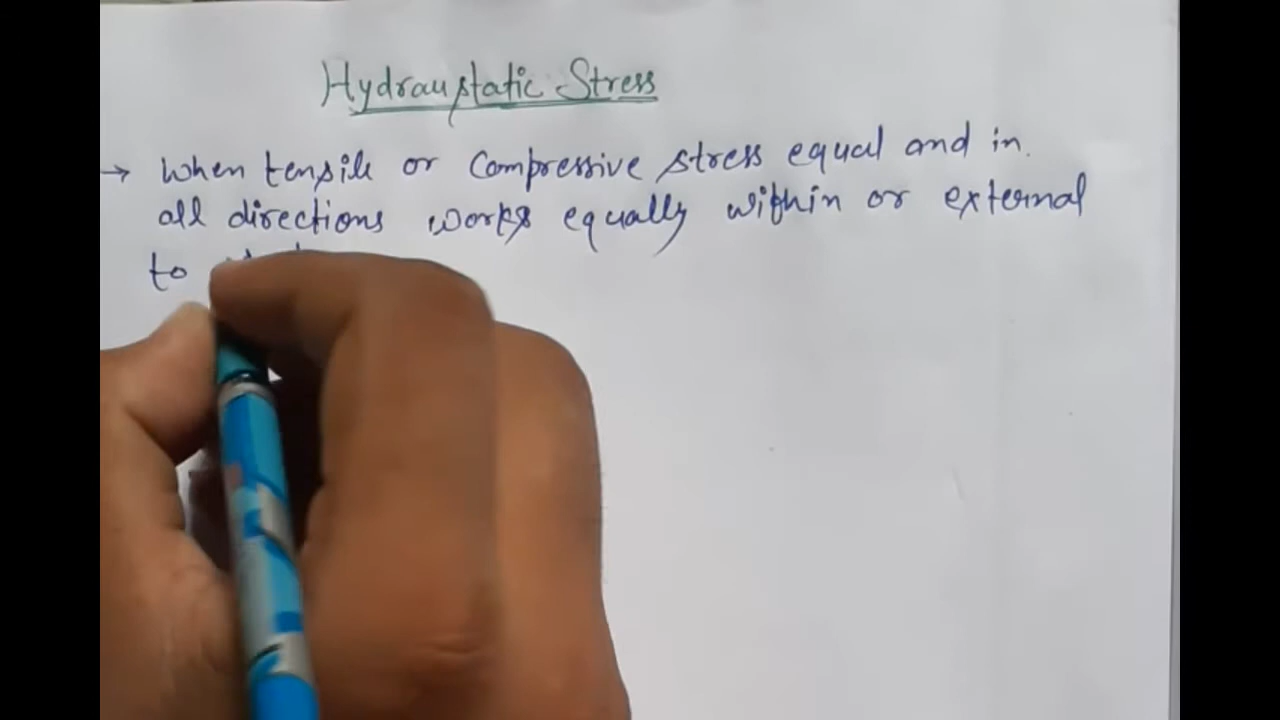 Hydraustatic Stress
→ When tensile or Compressive stress equal and in
all directions works equally within or external
to